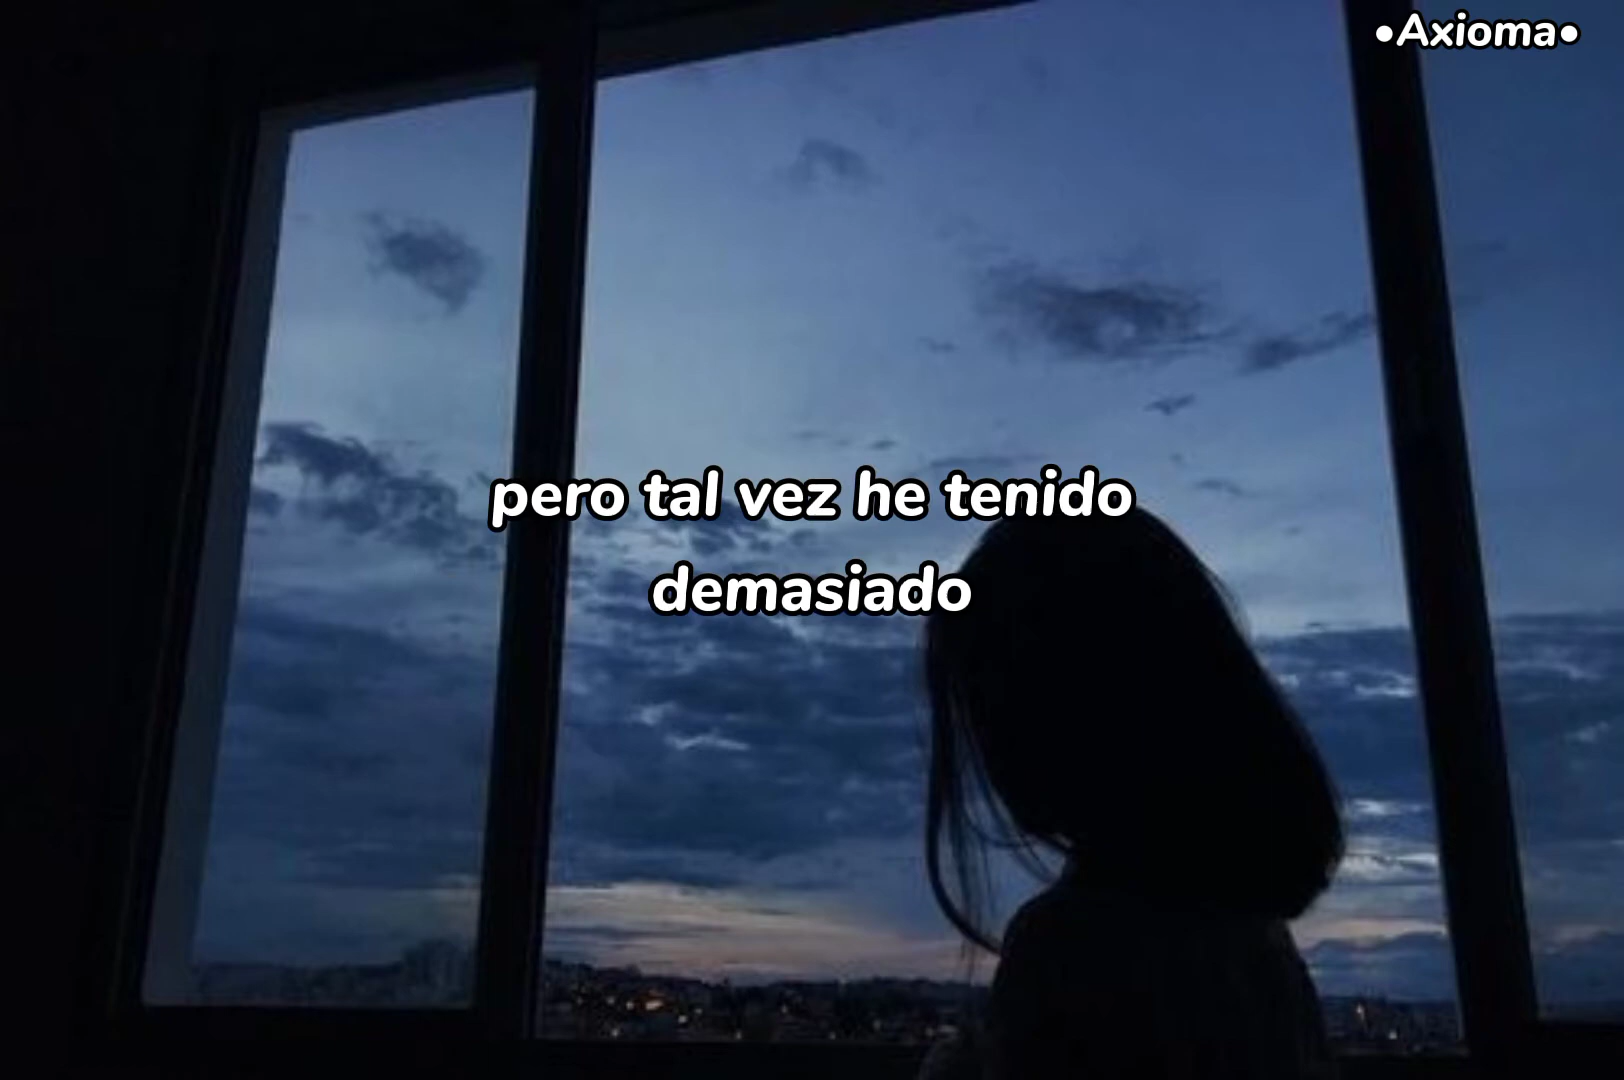 •Axioma•
pero tal vez he tenido
demasiado